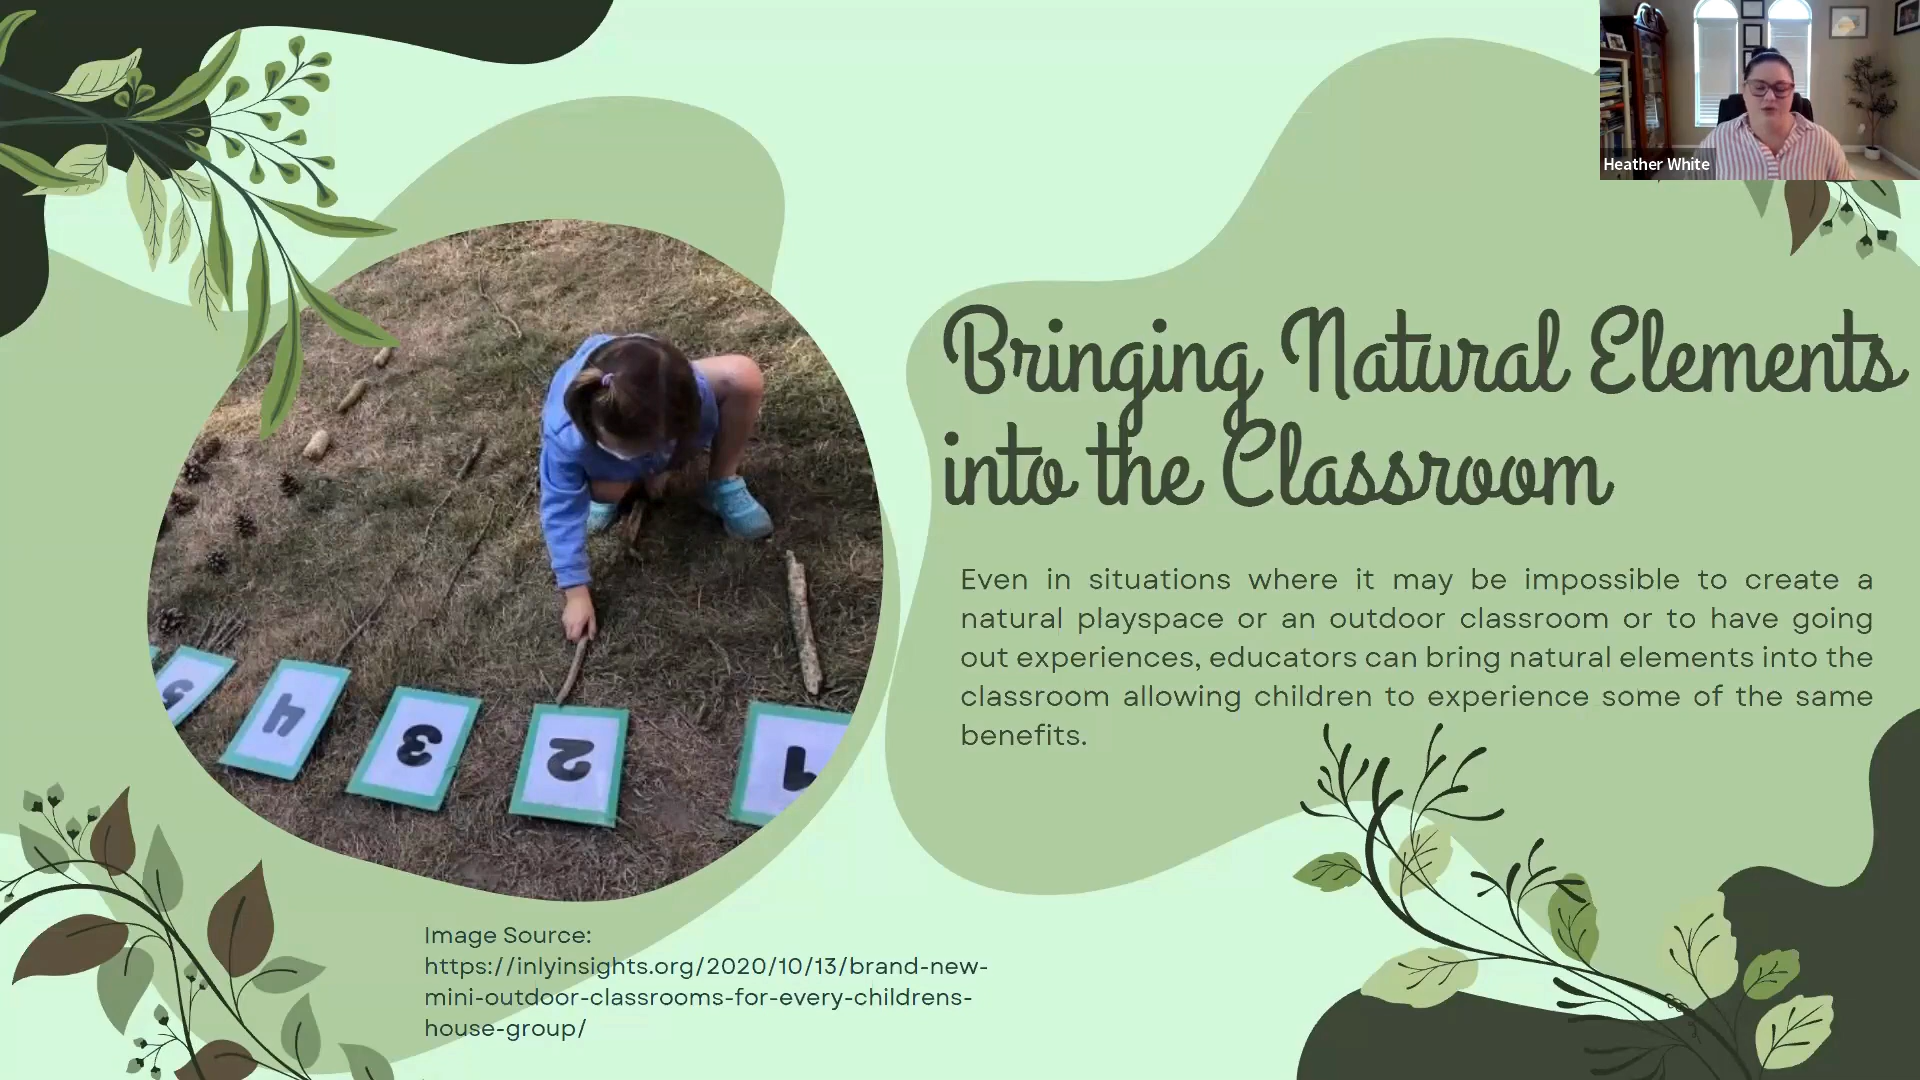 Heather White
Bringing Natural Elements
into the Classroom
Even in situations where it may be impossible to create a
natural playspace or an outdoor classroom or to have going
out experiences, educators can bring natural elements into the
classroom allowing children to experience some of the same
benefits.
5
4
3
2
1
Image Source:
https://inlyinsights.org/2020/10/13/brand-new-
mini-outdoor-classrooms-for-every-childrens-
house-group/